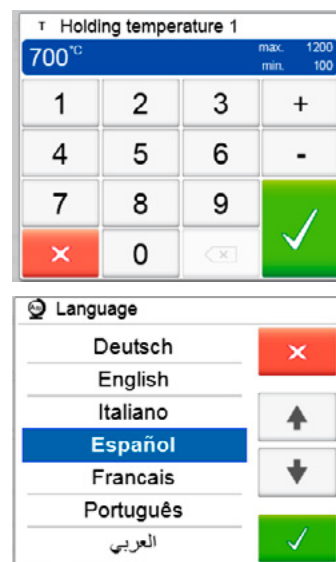 T Holding temperature 1
700°C max. 1200
min. 100
1 2 3 +
4 5 6 -
7 8 9
0
Language
Deutsch
English
Italiano
Español
Francais
Português
العربي